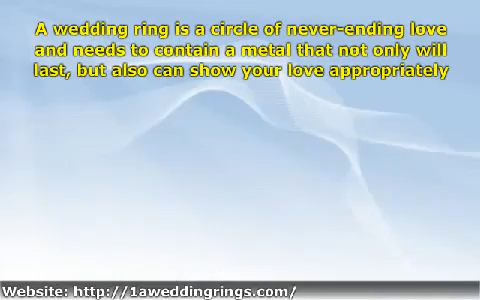 A wedding ring is a circle of never-ending love
and needs to contain a metal that not only will
last, but also can show your love appropriately
Website: http://1aweddingrings.com/